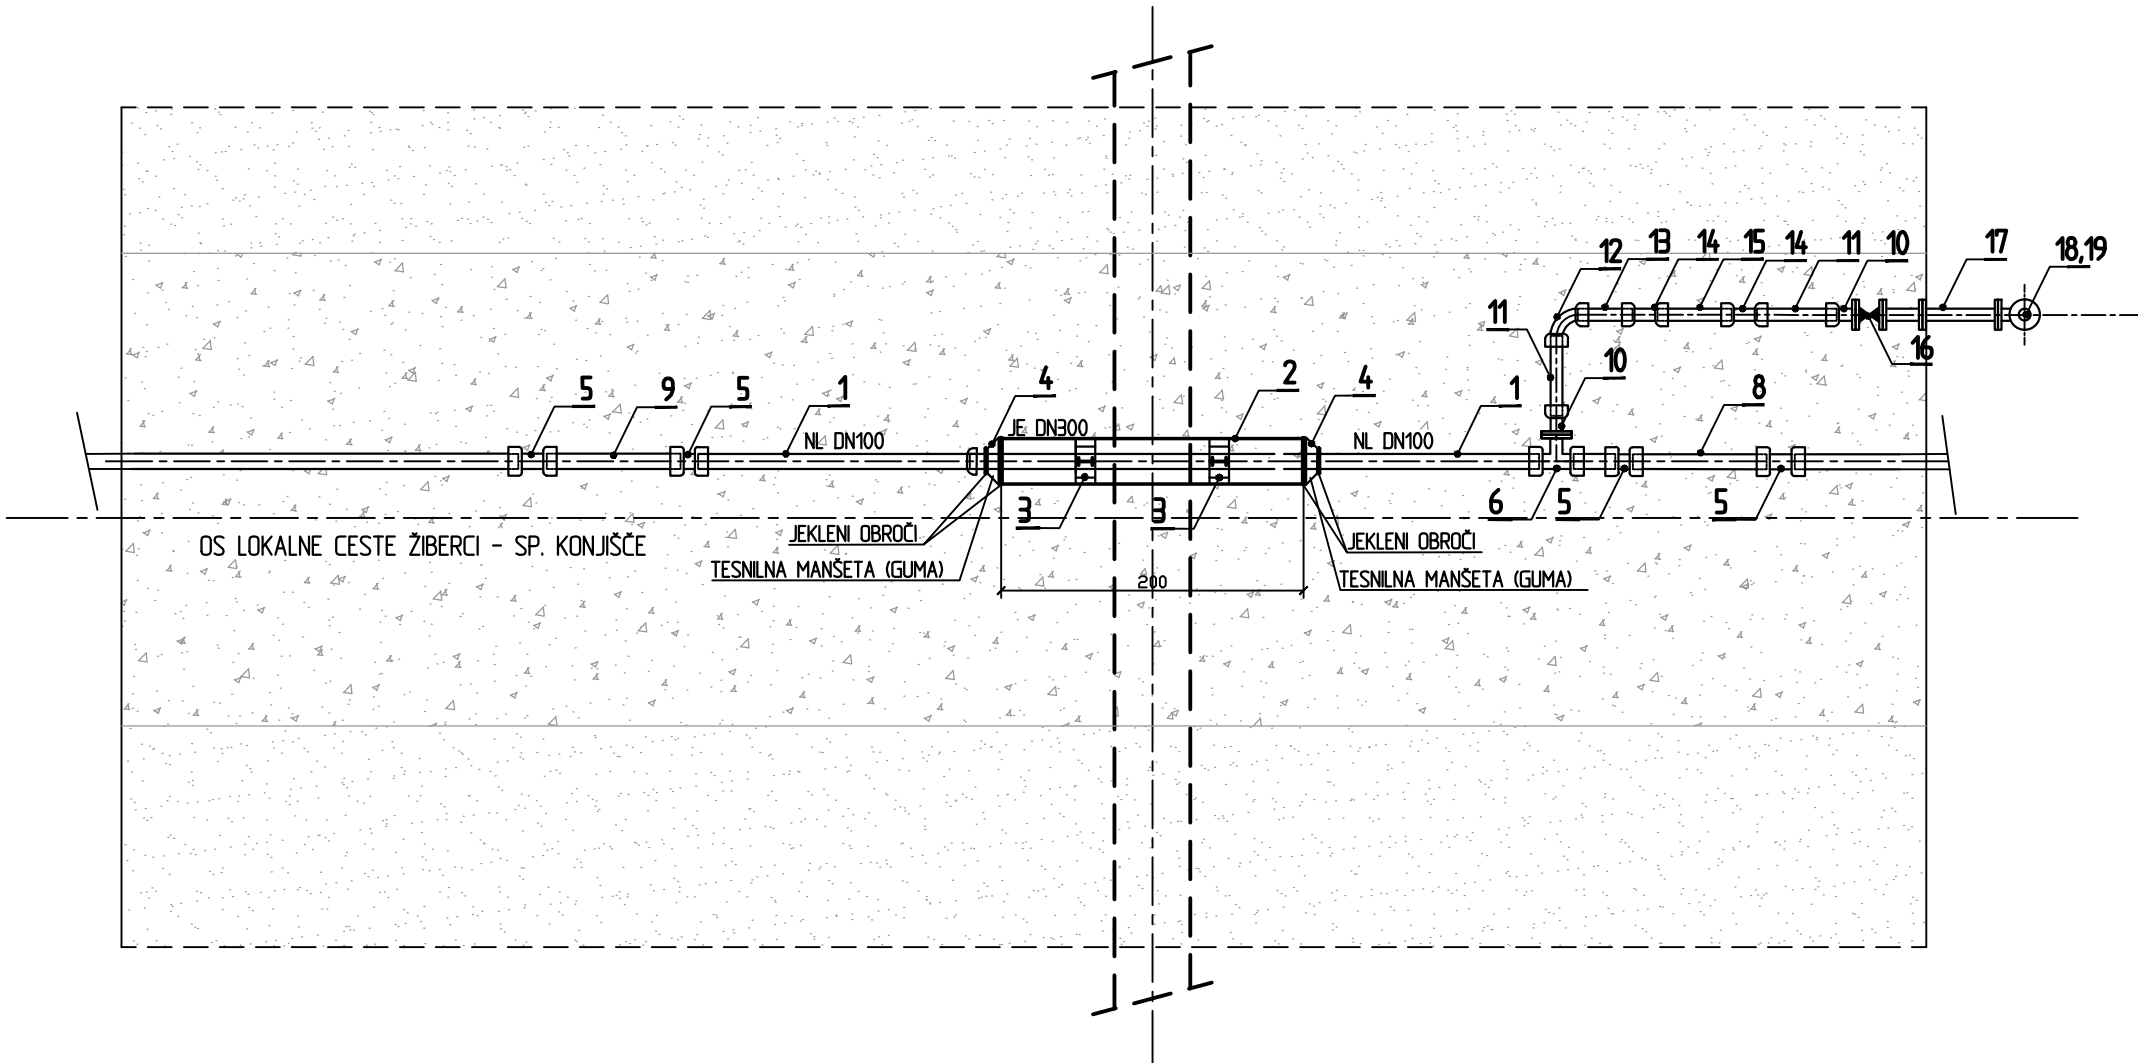 12 13 14 15 14 11 10 17 18,19
11
16
10
5 9 5 1 4 2 4 1 8
JE DN300
NL DN100
NL DN100
3 3 6 5 5
OS LOKALNE CESTE ŽIBERCI - SP. KONJIŠČE
JEKLENI OBROČI
TESNILNA MANŠETA (GUMA)
200
JEKLENI OBROČI
TESNILNA MANŠETA (GUMA)